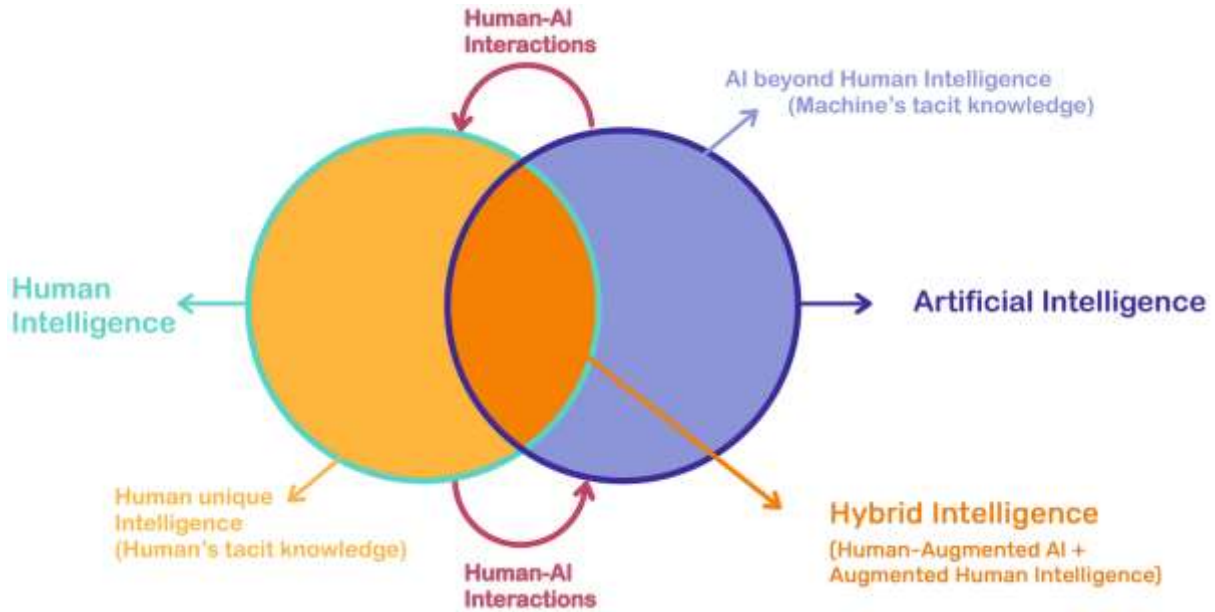 Human-AI
Interactions
AI beyond Human Intelligence
(Machine's tacit knowledge)
Human
Intelligence
Artificial Intelligence
Human unique
Intelligence
(Human's tacit knowledge)
Hybrid Intelligence
(Human-Augmented AI +
Augmented Human Intelligence)
Human-AI
Interactions